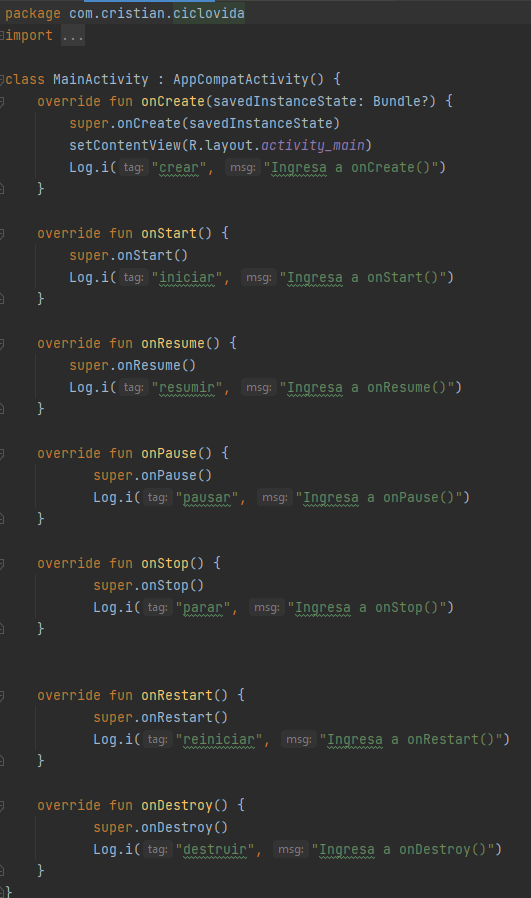 package com.cristian.ciclovida
import ...
class MainActivity : AppCompatActivity() {
    override fun onCreate(savedInstanceState: Bundle?) {
        super.onCreate(savedInstanceState)
        setContentView(R.layout.activity_main)
        Log.i( tag: "crear", msg: "Ingresa a onCreate()")
    }
    override fun onStart() {
        super.onStart()
        Log.i( tag: "iniciar", msg: "Ingresa a onStart()")
    }
    override fun onResume() {
        super.onResume()
        Log.i( tag: "resumir", msg: "Ingresa a onResume()")
    }
    override fun onPause() {
           super.onPause()
           Log.i( tag: "pausar", msg: "Ingresa a onPause()")
    }
    override fun onStop() {
           super.onStop()
           Log.i( tag: "parar", msg: "Ingresa a onStop()")
    }
    override fun onRestart() {
           super.onRestart()
           Log.i( tag: "reiniciar", msg: "Ingresa a onRestart()")
    }
    override fun onDestroy() {
           super.onDestroy()
           Log.i( tag: "destruir", msg: "Ingresa a onDestroy()")
    }
}